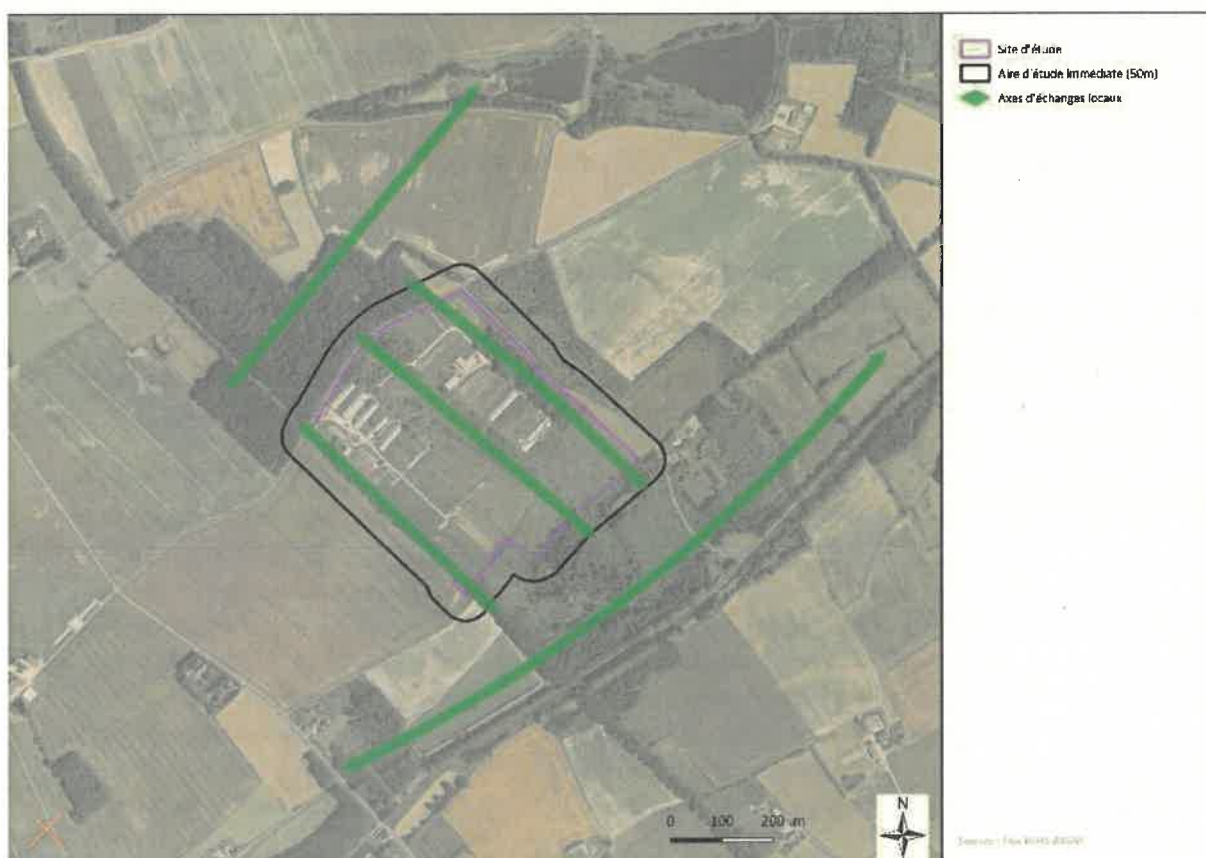 Site d'étude
Aire d'étude immédiate (50m)
Axes d'échanges locaux
N
0 100 200 m